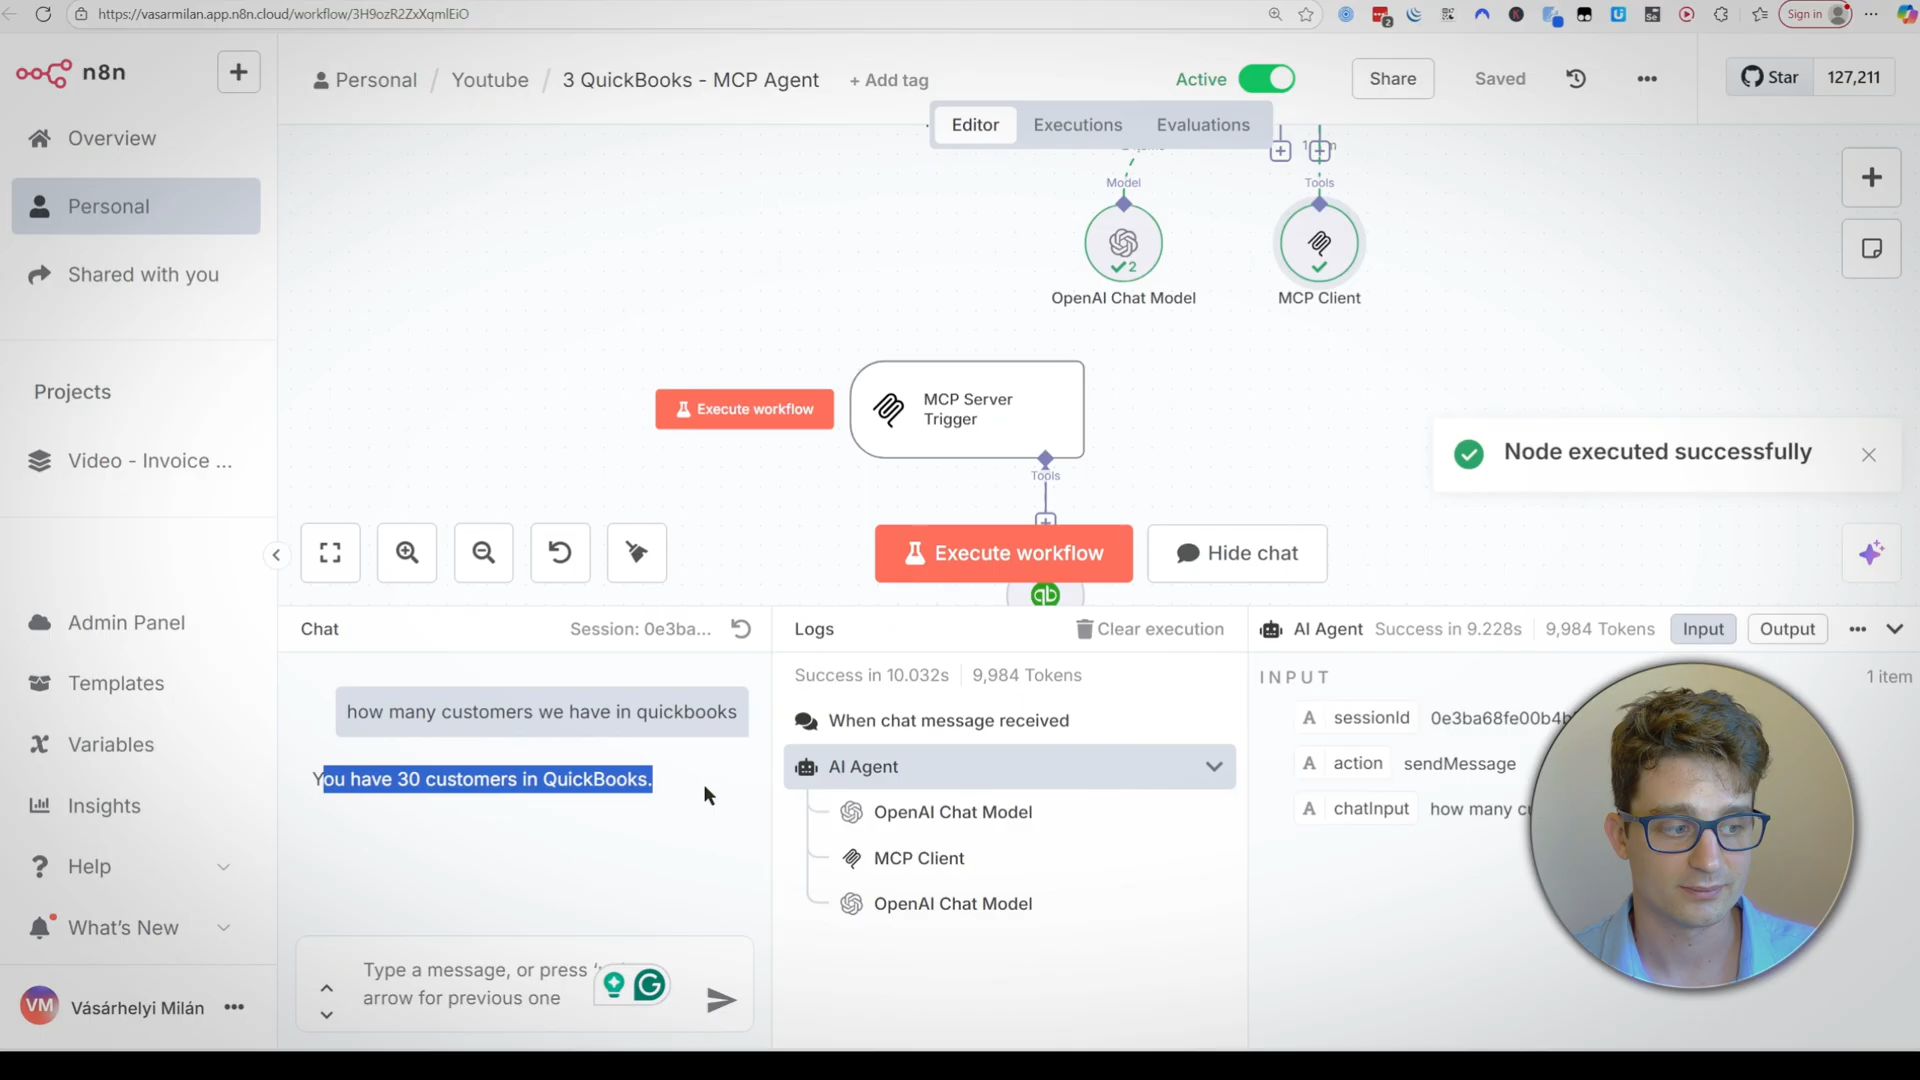 https://vasarmilan.app.n8n.cloud/workflow/3H9ozR2ZxXqmlEiO
2
Sign in
n8n
Personal / Youtube / 3 QuickBooks - MCP Agent + Add tag
Active
Share
Saved
Star 127,211
Editor Executions Evaluations
Overview
Personal
Shared with you
Projects
Video - Invoice ...
Admin Panel
Templates
Variables
Insights
Help
What's New
VM Vásárhelyi Milán
Model
Tools
2
OpenAI Chat Model
MCP Client
Execute workflow
MCP Server
Trigger
Tools
Node executed successfully
Execute workflow
Hide chat
qb
Chat
Session: 0e3ba...
how many customers we have in quickbooks
You have 30 customers in QuickBooks.
Type a message, or press
arrow for previous one
Logs
Clear execution
Success in 10.032s 9,984 Tokens
When chat message received
AI Agent
OpenAI Chat Model
MCP Client
OpenAI Chat Model
AI Agent Success in 9.228s 9,984 Tokens Input Output
INPUT
1 item
A sessionId 0e3ba68fe00b4b
A action sendMessage
A chatInput how many